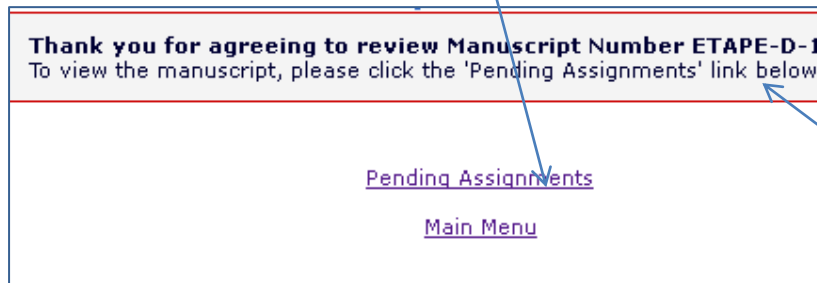 Thank you for agreeing to review Manuscript Number ETAPE-D-1
To view the manuscript, please click the 'Pending Assignments' link below
Pending Assignments
Main Menu